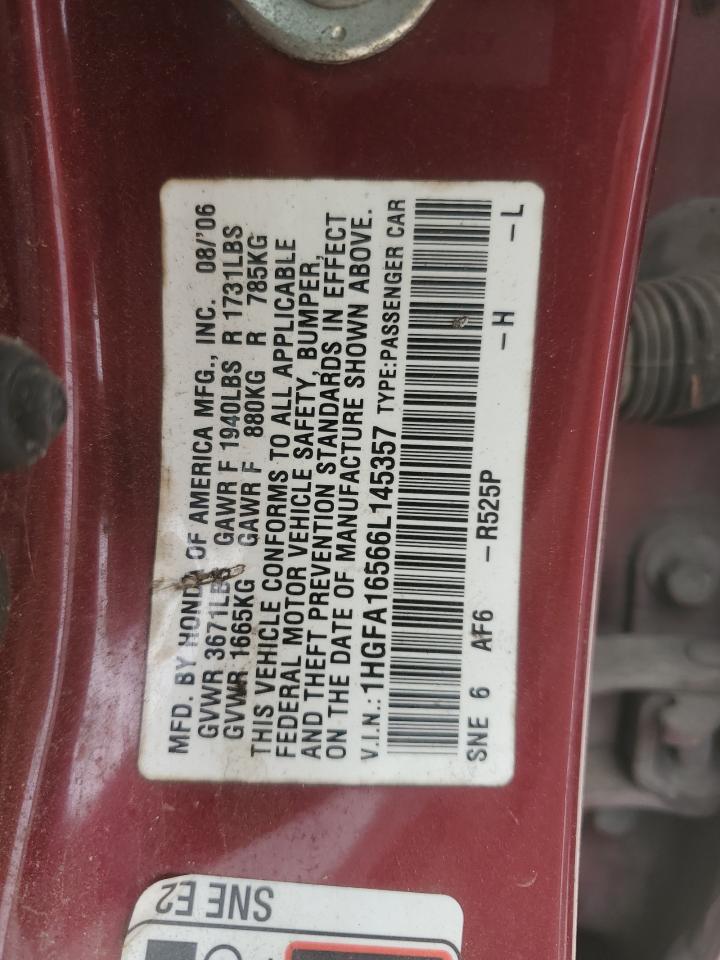 MFD. BY HONDA OF AMERICA MFG., INC. 08/'06
GVWR 3671LBS GAWR F 1940LBS R 1731LBS
GVWR 1665KG GAWR F 880KG R 785KG
THIS VEHICLE CONFORMS TO ALL APPLICABLE
FEDERAL MOTOR VEHICLE SAFETY, BUMPER,
AND THEFT PREVENTION STANDARDS IN EFFECT
ON THE DATE OF MANUFACTURE SHOWN ABOVE.
V.I.N.: 1HGFA16566L145357 TYPE:PASSENGER CAR
SNE 6 AF6 -R525P -H -L
SNE E2